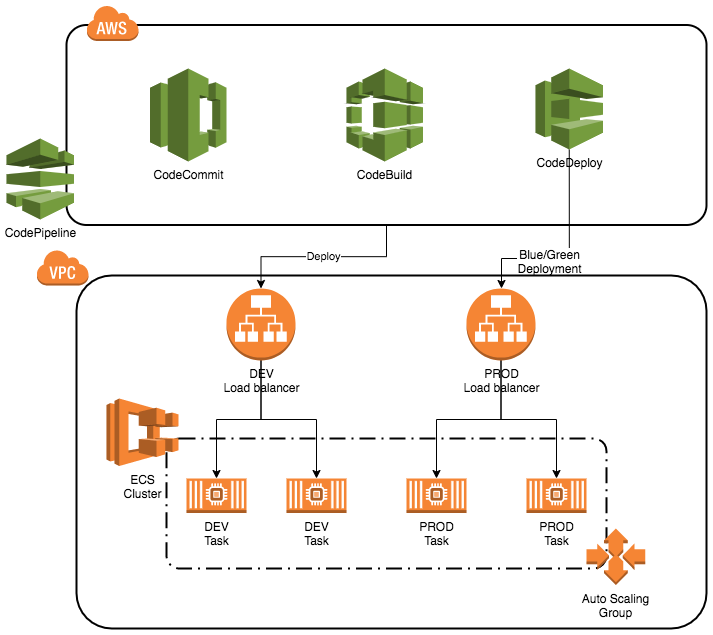 AWS
CodeCommit
CodeBuild
CodeDeploy
CodePipeline
VPC
Deploy
Blue/Green
Deployment
DEV
Load balancer
PROD
Load balancer
ECS
Cluster
DEV
Task
DEV
Task
PROD
Task
PROD
Task
Auto Scaling
Group